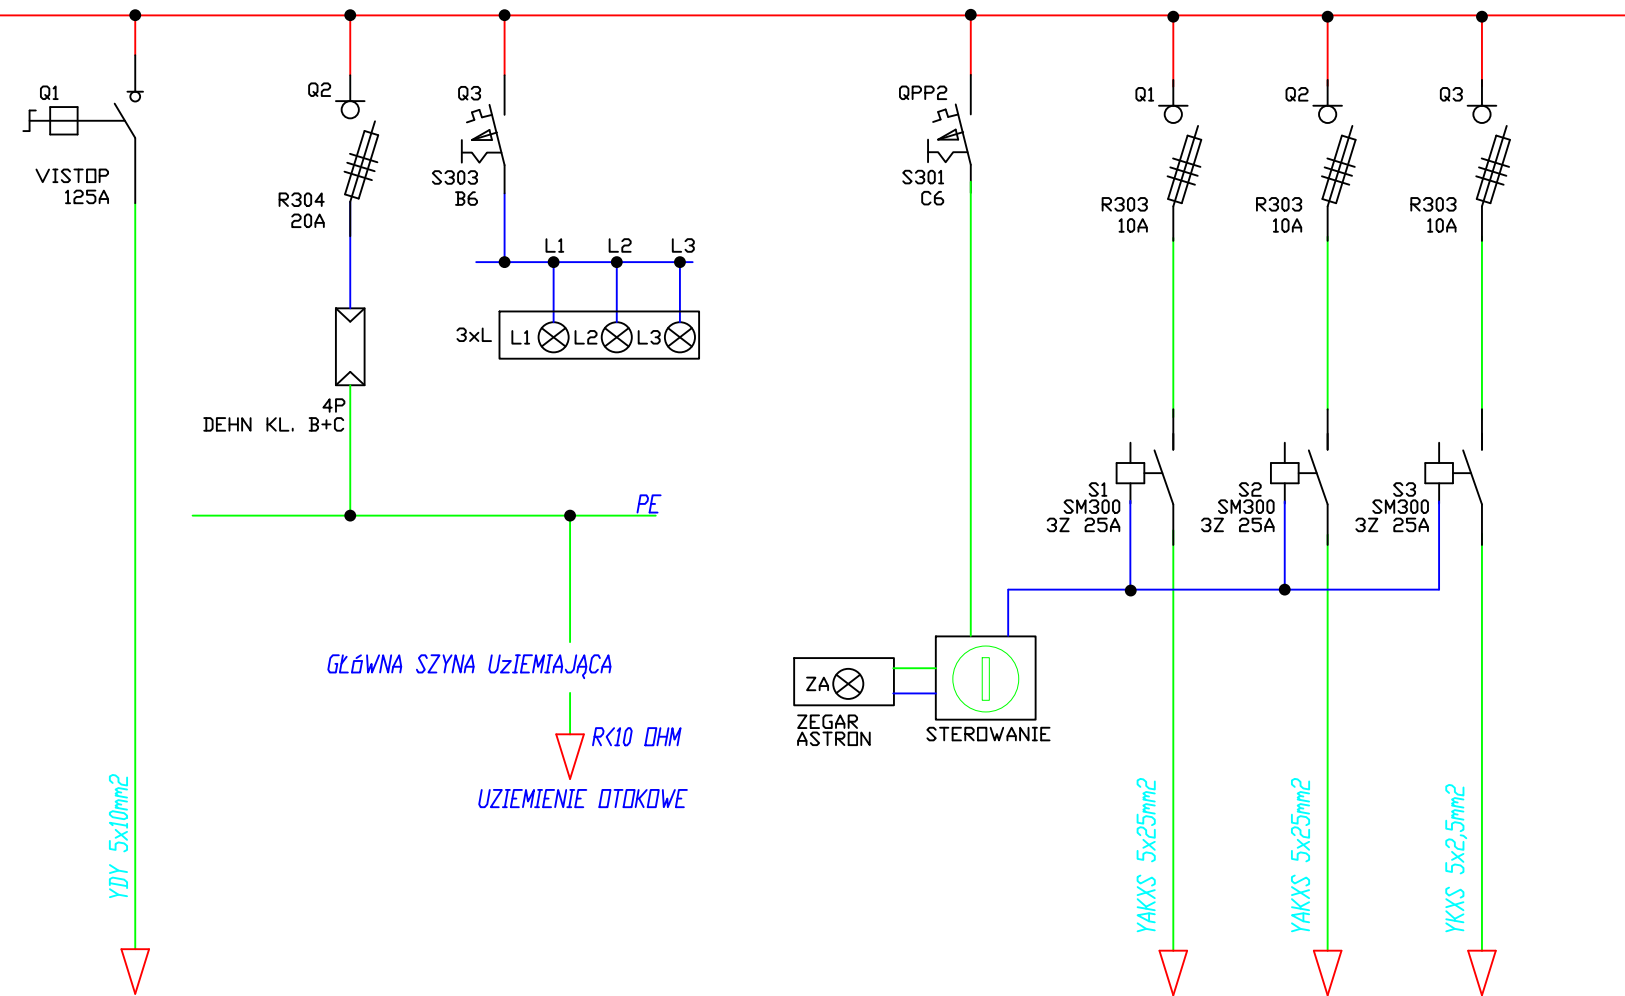 Q1
VISTOP
125A
Q2
R304
20A
Q3
S303
B6
L1 L2 L3
3xL
L1 L2 L3
4P
DEHN KL. B+C
PE
GŁÓWNA SZYNA UzIEMIAJĄCA
R<10 OHM
UZIEMIENIE OTOKOWE
YDY 5x10mm2
QPP2
S301
C6
ZA
ZEGAR
ASTRON
STEROWANIE
Q1
R303
10A
S1
SM300
3Z 25A
YAKXS 5x25mm2
Q2
R303
10A
S2
SM300
3Z 25A
YAKXS 5x25mm2
Q3
R303
10A
S3
SM300
3Z 25A
YKXS 5x2,5mm2